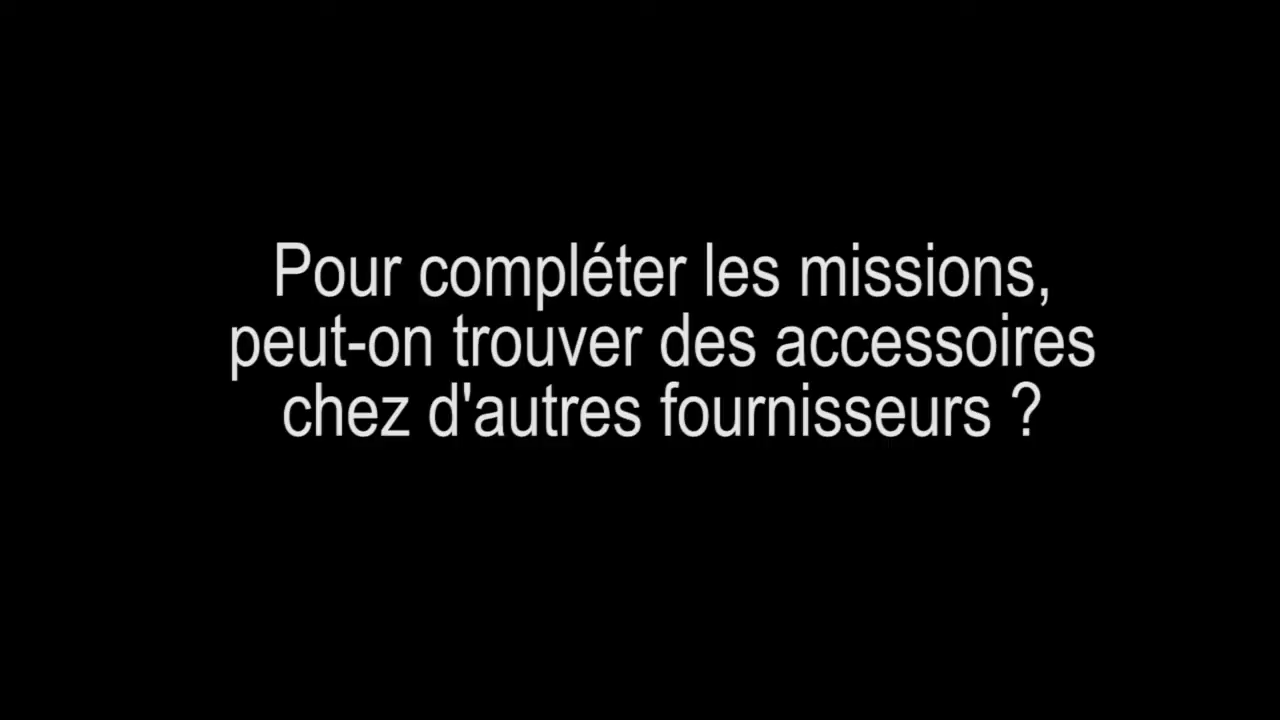 Pour compléter les missions,
peut-on trouver des accessoires
chez d'autres fournisseurs ?